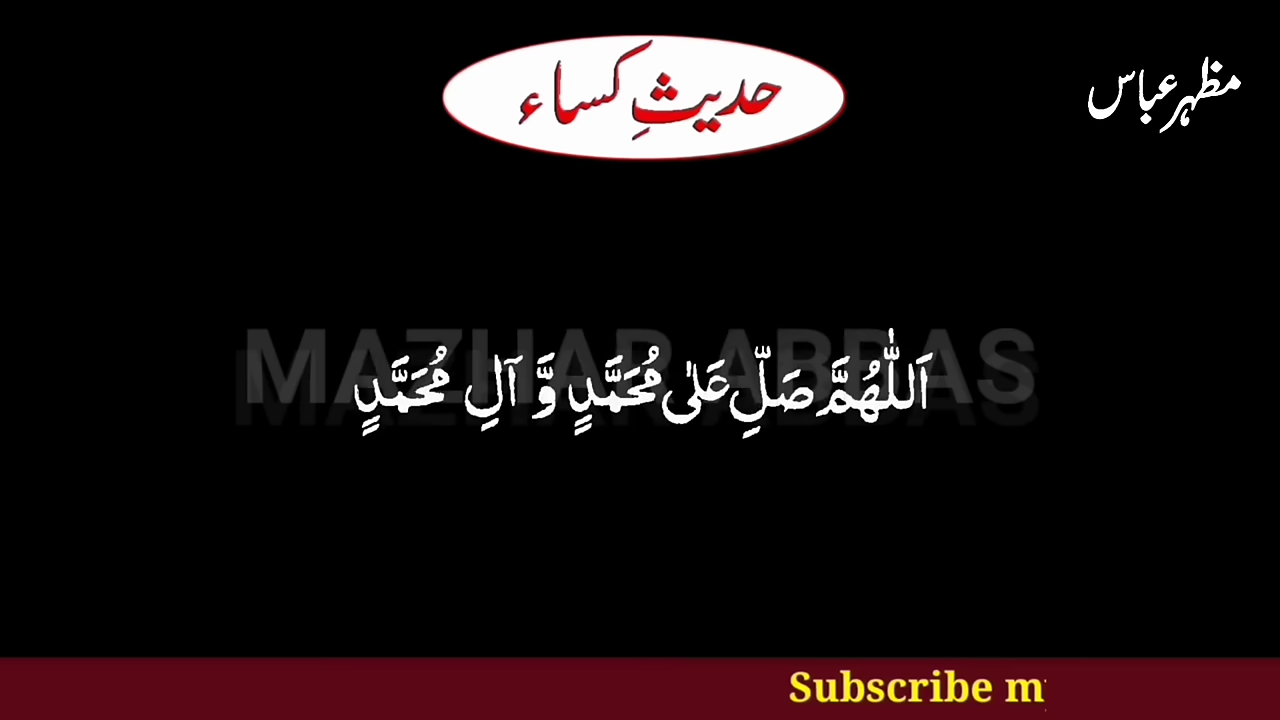 حدیثِ کساء
مظہر عباس
MAZHAR ABBAS
اَللّٰهُمَّ صَلِّ عَلٰی مُحَمَّدٍ وَّ آلِ مُحَمَّدٍ
Subscribe m